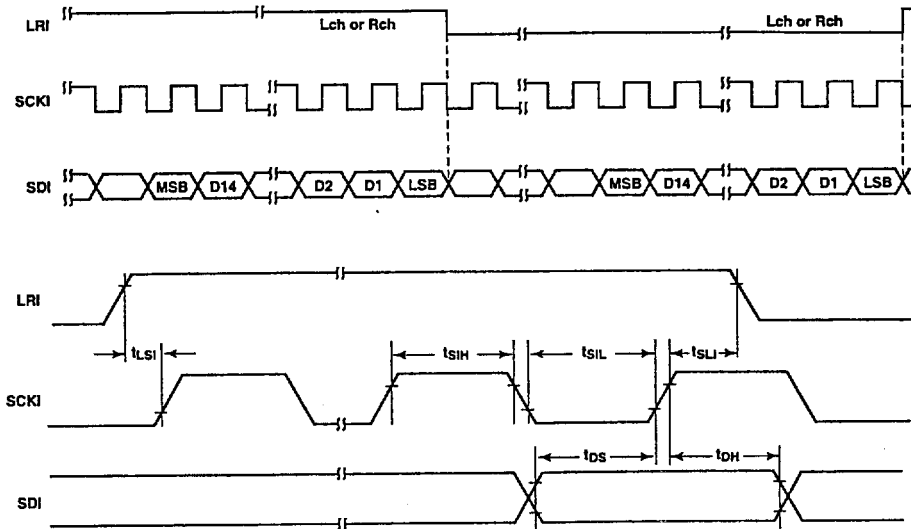 LRI Lch or Rch Lch or Rch
SCKI
SDI MSB D14 D2 D1 LSB MSB D14 D2 D1 LSB
LRI
tLSI tSIH tSIL tSLI
SCKI
tDS tDH
SDI